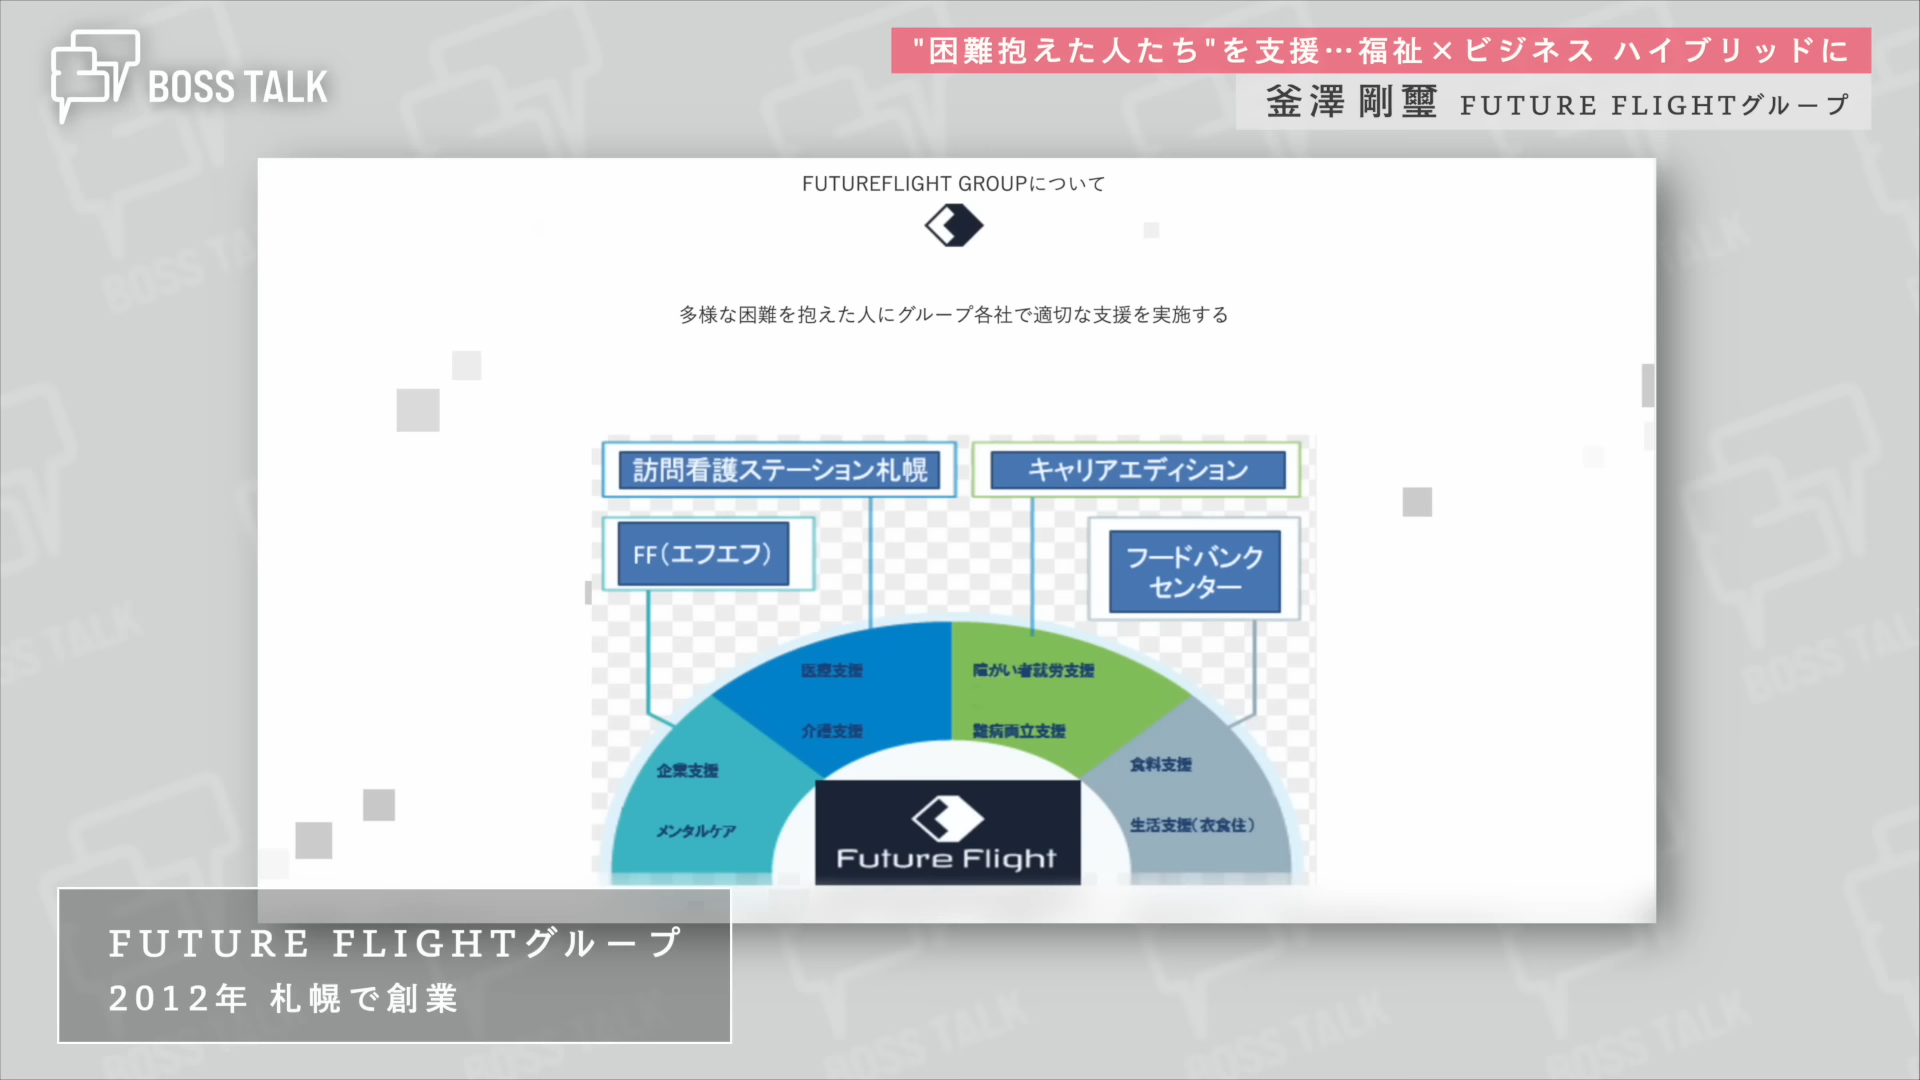 BOSS TALK
"困難抱えた人たち"を支援…福祉×ビジネス ハイブリッドに
釜澤 剛璽 FUTURE FLIGHTグループ
FUTUREFLIGHT GROUPについて
多様な困難を抱えた人にグループ各社で適切な支援を実施する
訪問看護ステーション札幌
キャリアエディション
FF(エフエフ)
フードバンク
センター
医療支援
介護支援
障がい者就労支援
難病両立支援
企業支援
メンタルケア
食料支援
生活支援(衣食住)
Future Flight
FUTURE FLIGHTグループ
2012年 札幌で創業